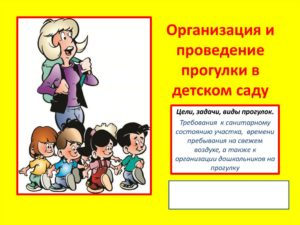 Организация и
проведение
прогулки в
детском саду
Цели, задачи, виды прогулок.
Требования к санитарному
состоянию участка, времени
пребывания на свежем
воздухе, а также к
организации дошкольников на
прогулку